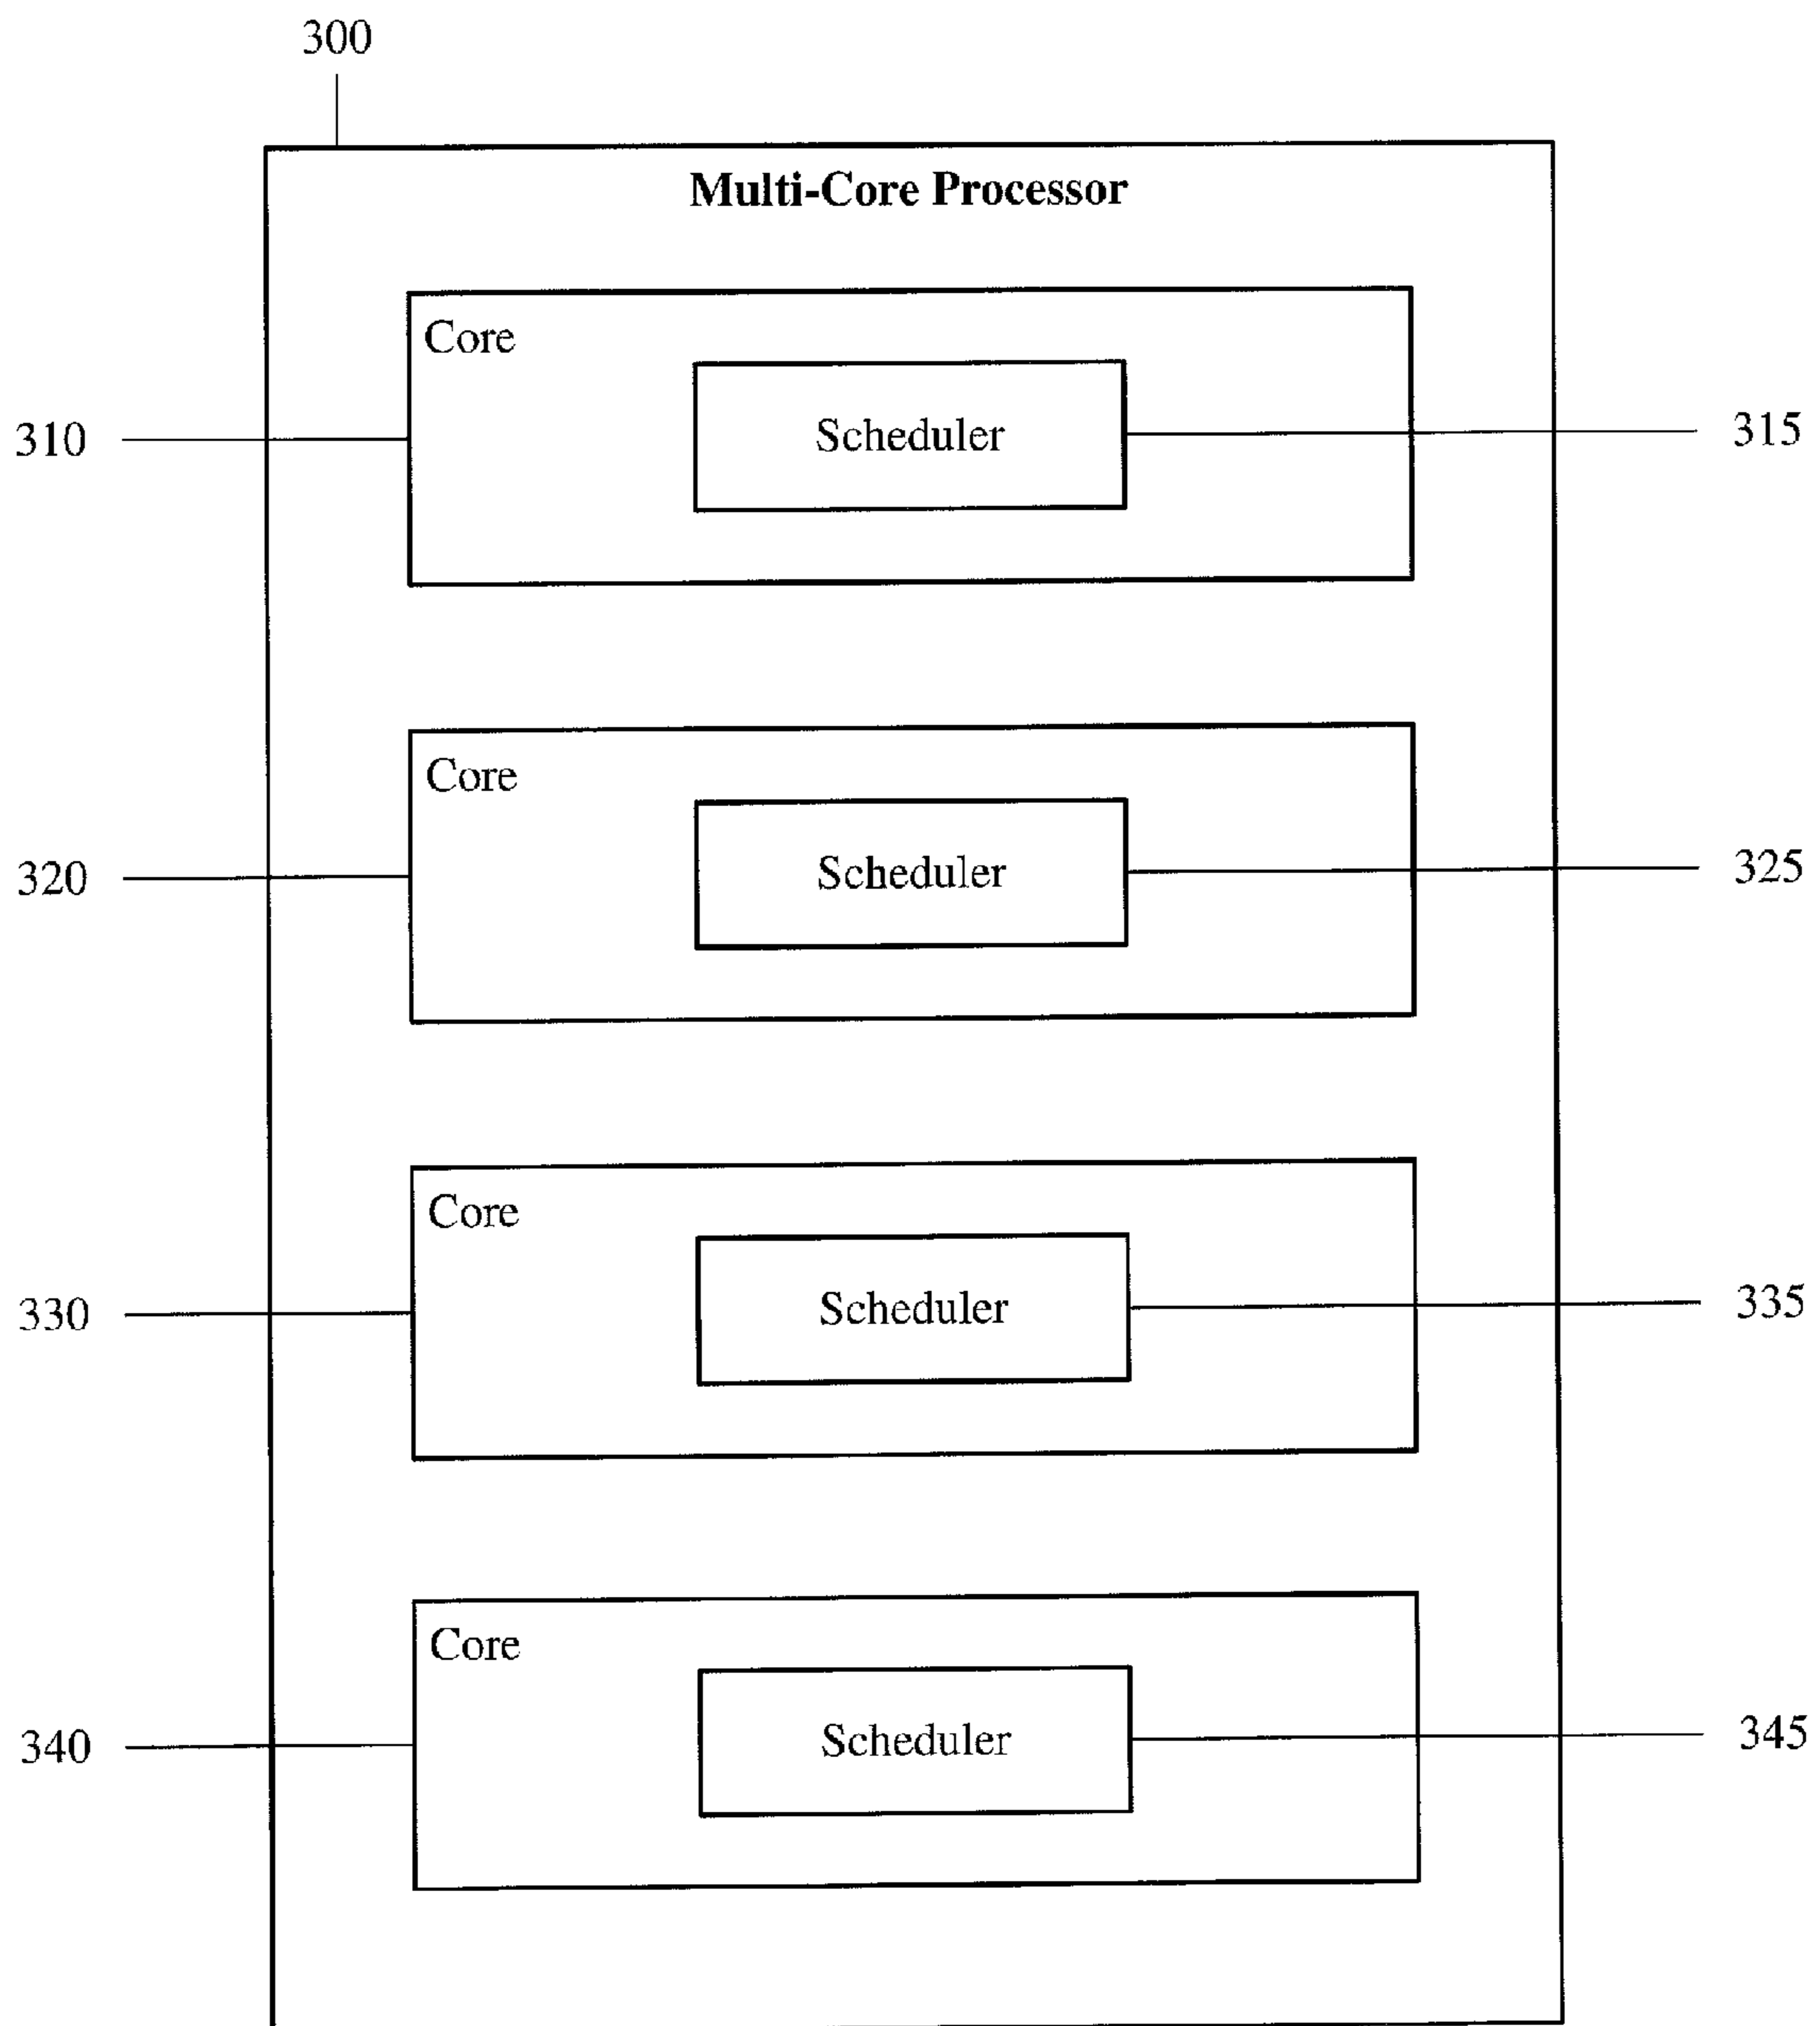 300
Multi-Core Processor
Core
310
Scheduler
315
Core
320
Scheduler
325
Core
330
Scheduler
335
Core
340
Scheduler
345